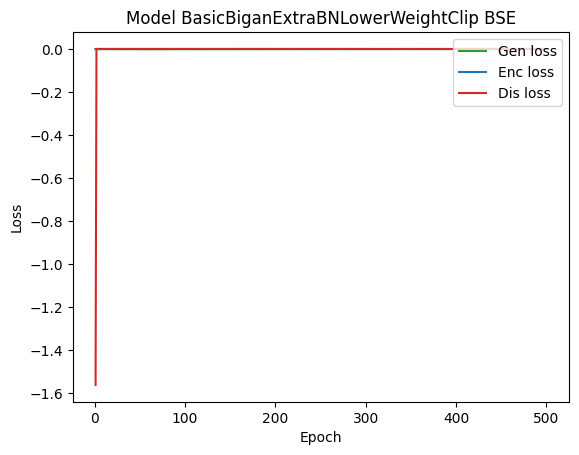 Model BasicBiganExtraBNLowerWeightClip BSE
Gen loss
Enc loss
Dis loss
Loss
0.0
−0.2
−0.4
−0.6
−0.8
−1.0
−1.2
−1.4
−1.6
0 100 200 300 400 500
Epoch